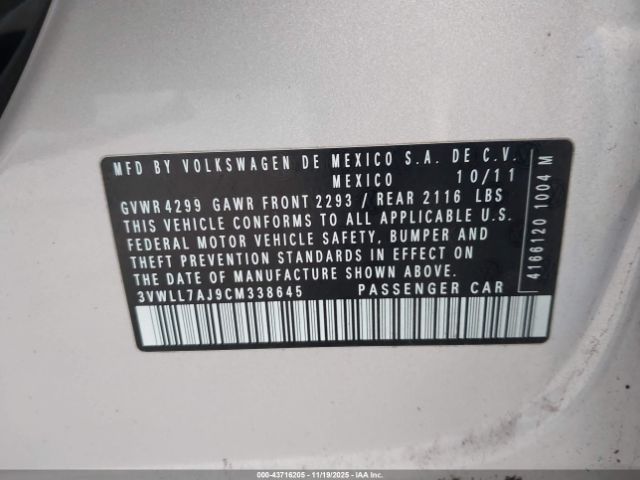 MFD BY VOLKSWAGEN DE MEXICO S.A. DE C.V.
MEXICO 10/11
GVWR 4299 GAWR FRONT 2293 / REAR 2116 LBS
THIS VEHICLE CONFORMS TO ALL APPLICABLE U.S.
FEDERAL MOTOR VEHICLE SAFETY, BUMPER AND
THEFT PREVENTION STANDARDS IN EFFECT ON
THE DATE OF MANUFACTURE SHOWN ABOVE.
3VWLL7AJ9CM338645 PASSENGER CAR
4166120 1004 M
000-43716205 - 11/19/2025 - IAAI.com